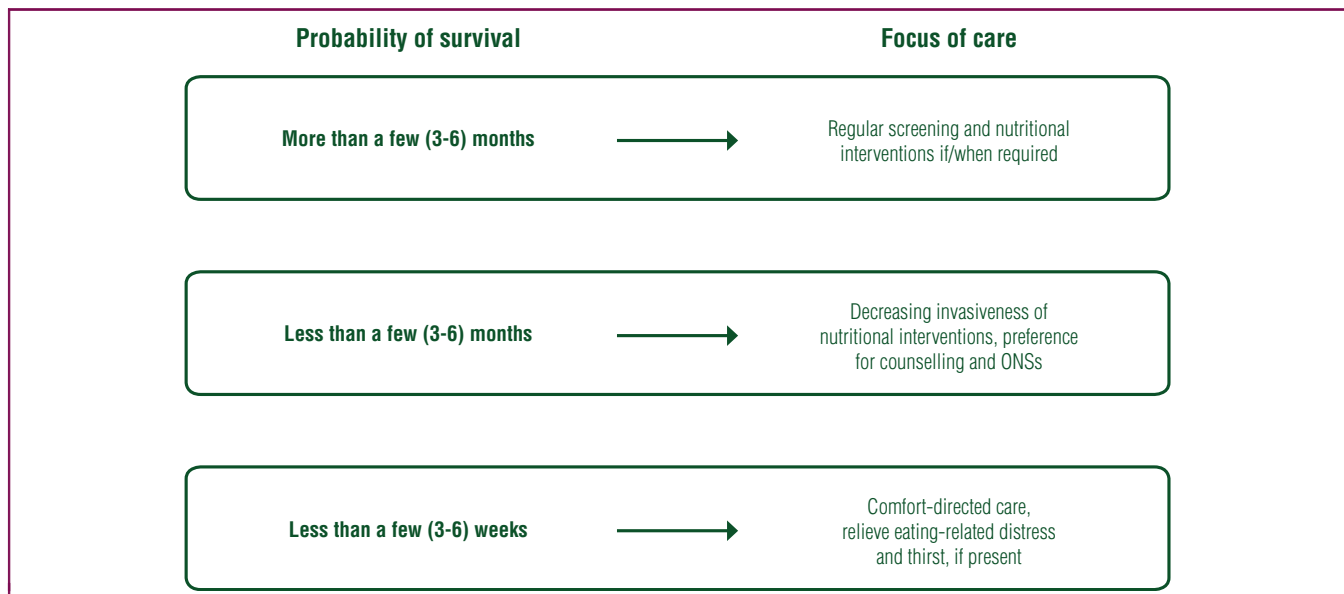 Probability of survival
Focus of care
More than a few (3-6) months
Regular screening and nutritional
interventions if/when required
Less than a few (3-6) months
Decreasing invasiveness of
nutritional interventions, preference
for counselling and ONSs
Less than a few (3-6) weeks
Comfort-directed care,
relieve eating-related distress
and thirst, if present